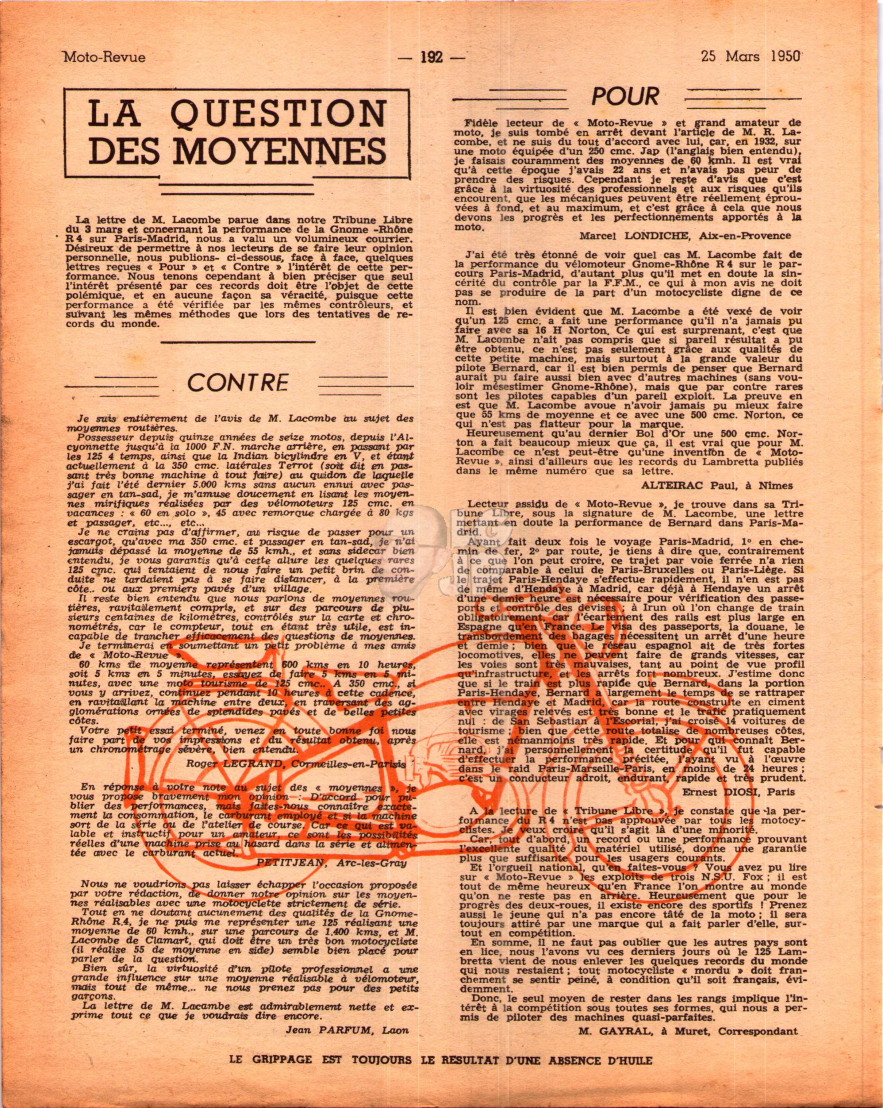 Moto-Revue
— 192 —
25 Mars 1950
LA QUESTION
DES MOYENNES
La lettre de M. Lacombe parue dans notre Tribune Libre
du 3 mars et concernant la performance de la Gnome-Rhône
R 4 sur Paris-Madrid, nous a valu un volumineux courrier.
Désireux de permettre à nos lecteurs de se faire leur opinion
personnelle, nous publions- ci-dessous, face à face, quelques
lettres reçues « Pour » et « Contre » l'intérêt de cette per-
formance. Nous tenons cependant à bien préciser que seul
l'intérêt présenté par ces records doit être l'objet de cette
polémique, et en aucune façon sa véracité, puisque cette
performance a été vérifiée par les mêmes contrôleurs, et
suivant les mêmes méthodes que lors des tentatives de re-
cords du monde.
CONTRE
Je suis entièrement de l'avis de M. Lacombe au sujet des
moyennes routières.
Possesseur depuis quinze années de seize motos, depuis l'Al-
cyonnette jusqu'à la 1000 F.N. marche arrière, en passant par
les 125 4 temps, ainsi que la Indian bicylindre en V, et étant
actuellement à la 350 cmc. latérales Terrot (soit dit en pas-
sant très bonne machine à tout faire) au guidon de laquelle
j'ai fait l'été dernier 5.000 kms sans aucun ennui avec pas-
sager en tan-sad, je m'amuse doucement en lisant les moyen-
nes mirifiques réalisées par des vélomoteurs 125 cmc. en
vacances : « 60 en solo », 45 avec remorque chargée à 80 kgs
et passager, etc..., etc...
Je ne crains pas d'affirmer, au risque de passer pour un
escargot, qu'avec ma 350 cmc. et passager en tan-sad, je n'ai
jamais dépassé la moyenne de 55 kmh., et sans sidecar bien
entendu, je vous garantis qu'à cette allure les quelques rares
125 cmc. qui tentaient de nous faire un petit brin de con-
duite ne tardaient pas à se faire distancer, à la première
côte.. ou aux premiers pavés d'un village.
Il reste bien entendu que nous parlons de moyennes rou-
tières, ravitaillement compris, et sur des parcours de plu-
sieurs centaines de kilomètres, contrôlés sur la carte et chro-
nométrés, car le compteur, tout en étant très utile, est in-
capable de trancher effectivement des questions de moyennes.
Je terminerai en soumettant un petit problème à mes amis
de « Moto-Revue »
60 kms de moyenne représentent 600 kms en 10 heures,
soit 5 kms en 5 minutes, essayez de faire 5 kms en 5 mi-
nutes, avec une moto tourisme de 125 cmc. A 350 cmc., si
vous y arrivez, continuez pendant 10 heures à cette cadence,
en ravitaillant la machine entre deux, en traversant des ag-
glomérations ornées de splendides pavés et de belles petites
côtes.
Votre petit essai terminé, venez en toute bonne foi nous
faire part de vos impressions et du résultat obtenu, après
un chronométrage sévère, bien entendu.
Roger LEGRAND, Cormeilles-en-Parisis
En réponse à votre note au sujet des « moyennes », je
vous propose bravement mon opinion : D'accord pour pu-
blier des performances, mais faites-nous connaître exacte-
ment la consommation, le carburant employé et si la machine
sort de la série ou de l'atelier de course. Car ce qui est va-
lable et instructif pour un amateur, ce sont les possibilités
réelles d'une machine prise au hasard dans la série et alimen-
tée avec le carburant actuel.
PETITJEAN, Arc-les-Gray
Nous ne voudrions pas laisser échapper l'occasion proposée
par votre rédaction, de donner notre opinion sur les moyen-
nes réalisables avec une motocyclette strictement de série.
Tout en ne doutant aucunement des qualités de la Gnome-
Rhône R.4, je ne puis me représenter une 125 réalisant une
moyenne de 60 kmh., sur une parcours de 1.400 kms, et M.
Lacombe de Clamart, qui doit être un très bon motocycliste
(il réalise 55 de moyenne en side) semble bien placé pour
parler de la question.
Bien sûr, la virtuosité d'un pilote professionnel a une
grande influence sur une moyenne réalisable à vélomoteur,
mais tout de même... ne nous prenez pas pour des petits
garçons.
La lettre de M. Lacambe est admirablement nette et ex-
prime tout ce que je voudrais dire encore.
Jean PARFUM, Laon
POUR
Fidèle lecteur de « Moto-Revue » et grand amateur de
moto, je suis tombé en arrêt devant l'article de M. R. La-
combe, et ne suis du tout d'accord avec lui, car, en 1932, sur
une moto équipée d'un 250 cmc. Jap (l'anglais bien entendu),
je faisais couramment des moyennes de 60 kmh. Il est vrai
qu'à cette époque j'avais 22 ans et n'avais pas peur de
prendre des risques. Cependant je reste d'avis que c'est
grâce à la virtuosité des professionnels et aux risques qu'ils
encourent, que les mécaniques peuvent être réellement éprou-
vées à fond, et au maximum, et c'est grâce à cela que nous
devons les progrès et les perfectionnements apportés à la
moto.
Marcel LONDICHE, Aix-en-Provence
J'ai été très étonné de voir quel cas M. Lacombe fait de
la performance du vélomoteur Gnome-Rhône R 4 sur le par-
cours Paris-Madrid, d'autant plus qu'il met en doute la sin-
cérité du contrôle par la F.F.M., ce qui à mon avis ne doit
pas se produire de la part d'un motocycliste digne de ce
nom.
Il est bien évident que M. Lacombe a été vexé de voir
qu'un 125 cmc. a fait une performance qu'il n'a jamais pu
faire avec sa 16 H Norton. Ce qui est surprenant, c'est que
M. Lacombe n'ait pas compris que si pareil résultat a pu
être obtenu, ce n'est pas seulement grâce aux qualités de
cette petite machine, mais surtout à la grande valeur du
pilote Bernard, car il est bien permis de penser que Bernard
aurait pu faire aussi bien avec d'autres machines (sans vou-
loir mésestimer Gnome-Rhône), mais que par contre rares
sont les pilotes capables d'un pareil exploit. La preuve en
est que M. Lacombe avoue n'avoir jamais pu mieux faire
que 55 kms de moyenne et ce avec une 500 cmc. Norton, ce
qui n'est pas flatteur pour la marque.
Heureusement qu'au dernier Bol d'Or une 500 cmc. Nor-
ton a fait beaucoup mieux que ça, il est vrai que pour M.
Lacombe ce n'est peut-être qu'une invention de « Moto-
Revue », ainsi d'ailleurs que les records du Lambretta publiés
dans le même numéro que sa lettre.
ALTEIRAC Paul, à Nîmes
Lecteur assidu de « Moto-Revue », je trouve dans sa Tri-
bune Libre, sous la signature de M. Lacombe, une lettre
mettant en doute la performance de Bernard dans Paris-Ma-
drid.
Ayant fait deux fois le voyage Paris-Madrid, 1º en che-
min de fer, 2º par route, je tiens à dire que, contrairement
à ce que l'on peut croire, ce trajet par voie ferrée n'a rien
de comparable à celui de Paris-Bruxelles ou Paris-Liége. Si
le trajet Paris-Hendaye s'effectue rapidement, il n'en est pas
de même d'Hendaye à Madrid, car déjà à Hendaye un arrêt
d'une demie heure est nécessaire pour vérification des passe-
ports, contrôle des devises ; à Irun où l'on change de train
obligatoirement car l'écartement des rails est plus large en
Espagne qu'en France. Le visa des passeports, la douane, le
transbordement des bagages nécessitent un arrêt d'une heure
et demie ; bien que le réseau espagnol ait de très fortes
locomotives, elles ne peuvent faire de grandes vitesses, car
les voies sont très mauvaises, tant au point de vue profil
qu'infrastructure et les arrêts fort nombreux. J'estime donc
que si le train est plus rapide que Bernard, dans la portion
Paris-Hendaye, Bernard a largement le temps de se rattraper
entre Hendaye et Madrid, car la route construite en ciment
avec virages relevés est très bonne et le trafic pratiquement
nul : de San Sebastian à l'Escorial, j'ai croisé 14 voitures de
tourisme ; bien que cette route totalise de nombreuses côtes,
elle est néanmoins très rapide. Et pour qui connaît Ber-
nard, j'ai personnellement la certitude qu'il fut capable
d'effectuer la performance précitée, l'ayant vu à l'œuvre
dans le raid Paris-Marseille-Paris, en moins de 24 heures ;
c'est un conducteur adroit, endurant, rapide et très prudent.
Ernest DIOSI, Paris
A la lecture de « Tribune Libre », je constate que la per-
formance du R 4 n'est pas approuvée par tous les motocy-
clistes. Je veux croire qu'il s'agit là d'une minorité.
Car, tout d'abord, un record ou une performance prouvant
l'excellente qualité du matériel utilisé, donne une garantie
plus que suffisante pour les usagers courants.
Et l'orgueil national, qu'en faites-vous ? Vous avez pu lire
sur « Moto-Revue » les exploits de trois N.S.U. Fox ; il est
tout de même heureux qu'en France l'on montre au monde
qu'on ne reste pas en arrière. Heureusement que pour le
progrès des deux-roues, il existe encore des sportifs ! Prenez
aussi le jeune qui n'a pas encore tâté de la moto ; il sera
toujours attiré par une marque qui a fait parler d'elle, sur-
tout en compétition.
En somme, il ne faut pas oublier que les autres pays sont
en lice, nous l'avons vu ces derniers jours où le 125 Lam-
bretta vient de nous enlever les quelques records du monde
qui nous restaient ; tout motocycliste « mordu » doit fran-
chement se sentir peiné, à condition qu'il soit français, évi-
demment.
Donc, le seul moyen de rester dans les rangs implique l'in-
térêt à la compétition sous toutes ses formes, qui nous a per-
mis de piloter des machines quasi-parfaites.
M. GAYRAL, à Muret, Correspondant
LE GRIPPAGE EST TOUJOURS LE RESULTAT D'UNE ABSENCE D'HUILE